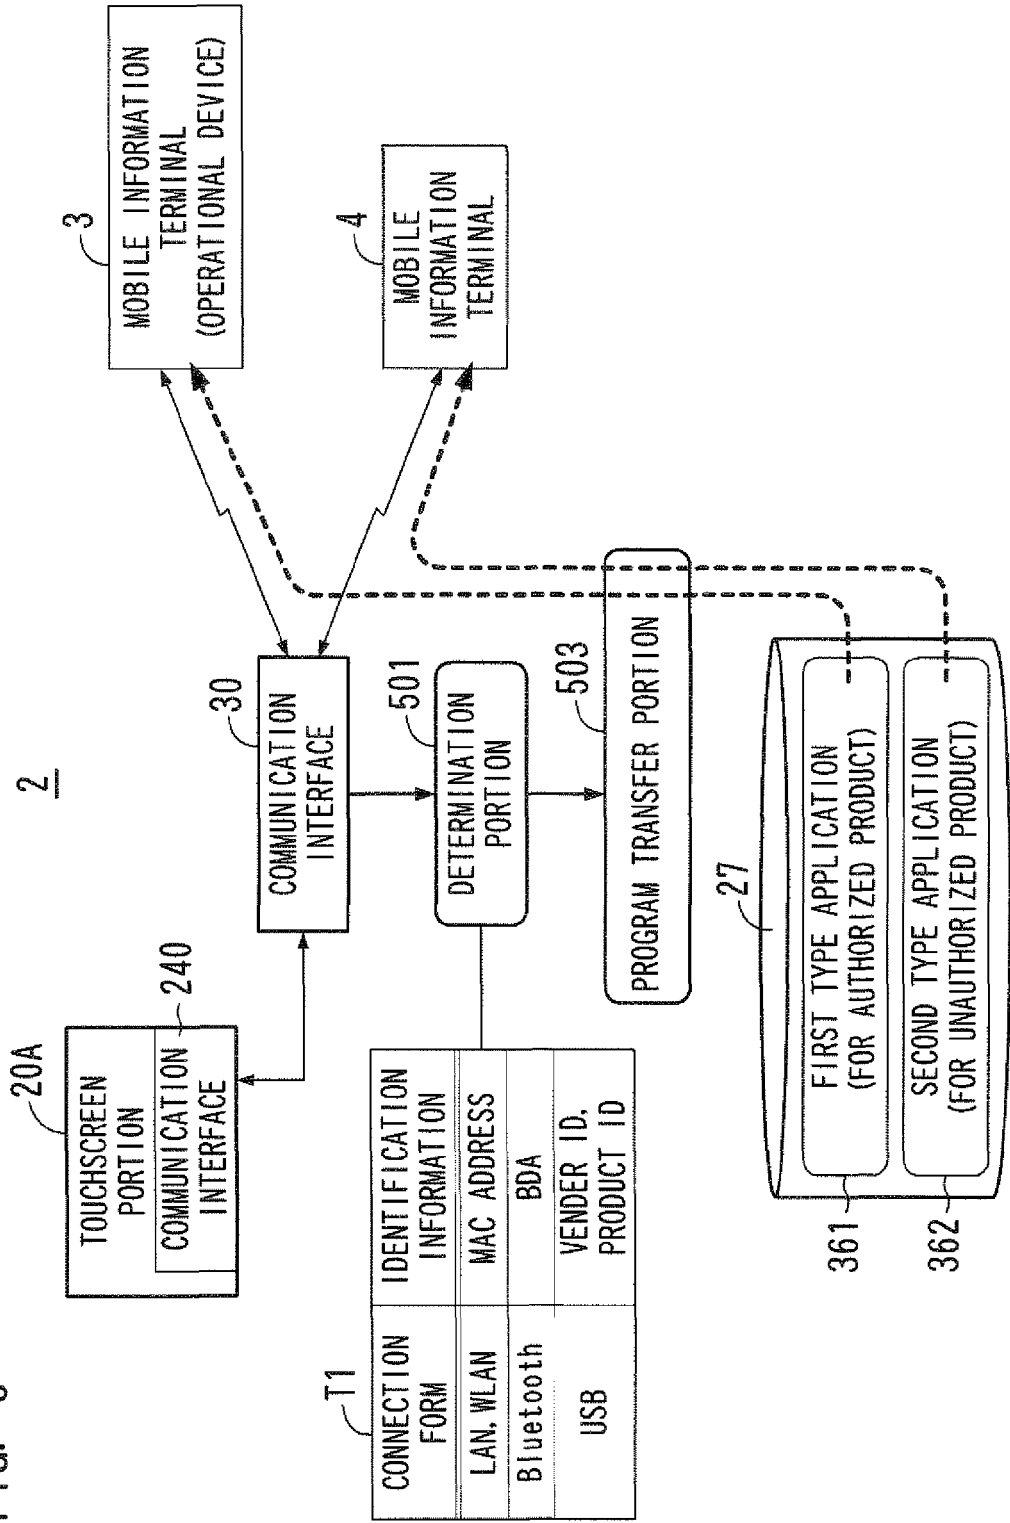 2
20A
TOUCHSCREEN
PORTION
COMMUNICATION
INTERFACE
240
30
COMMUNICATION
INTERFACE
3
MOBILE INFORMATION
TERMINAL
(OPERATIONAL DEVICE)
4
MOBILE
INFORMATION
TERMINAL
T1
CONNECTION
FORM
IDENTIFICATION
INFORMATION
LAN, WLAN
MAC ADDRESS
Bluetooth
BDA
USB
VENDER ID,
PRODUCT ID
501
DETERMINATION
PORTION
503
PROGRAM TRANSFER PORTION
27
361
FIRST TYPE APPLICATION
(FOR AUTHORIZED PRODUCT)
362
SECOND TYPE APPLICATION
(FOR UNAUTHORIZED PRODUCT)